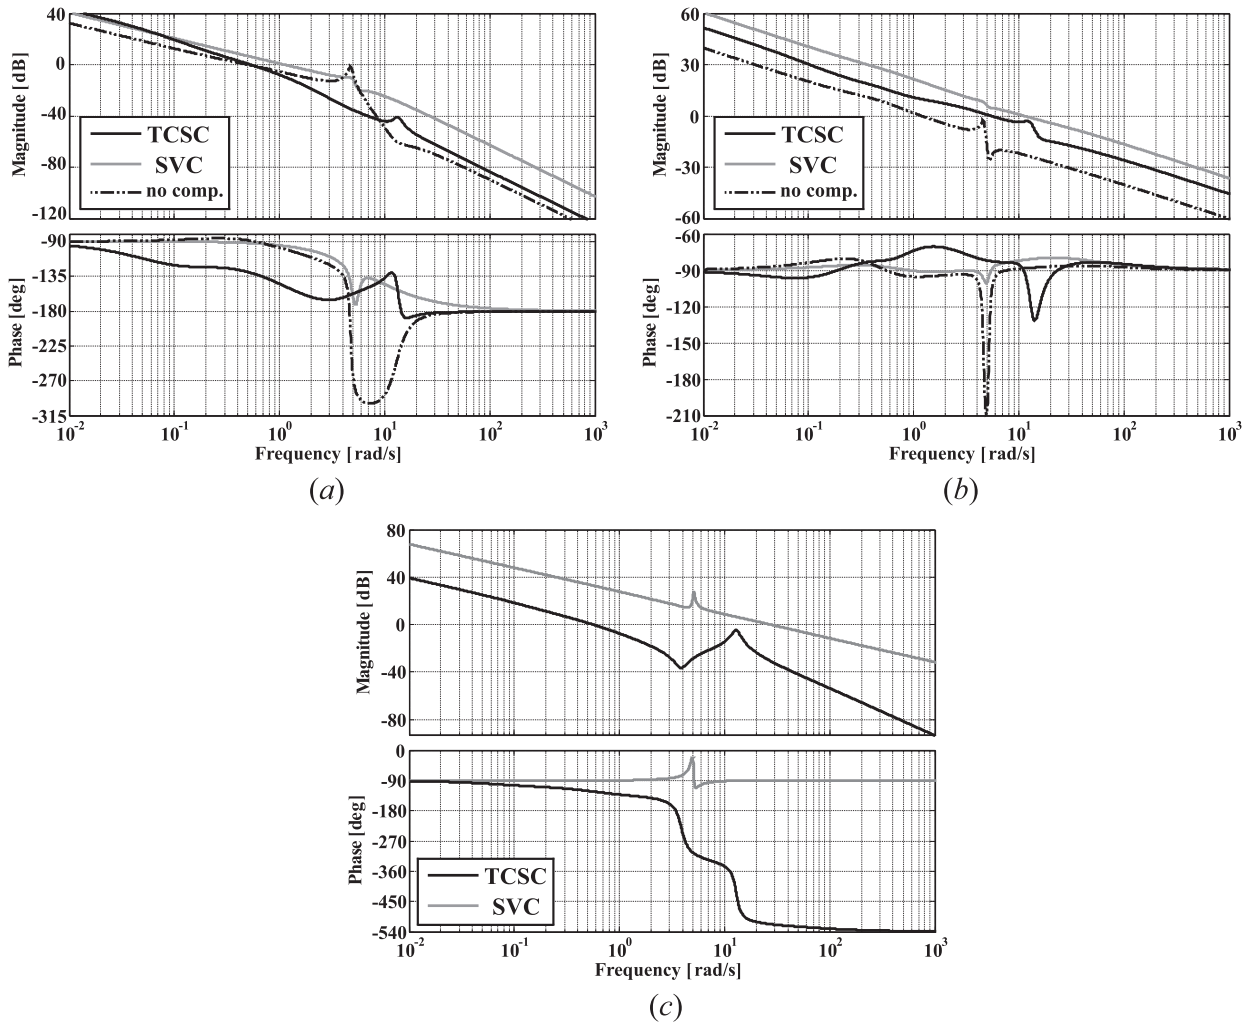 40
0
-40
-80
-120
Magnitude [dB]
TCSC
SVC
no comp.
-90
-135
-180
-225
-270
-315
Phase [deg]
10^-2 10^-1 10^0 10^1 10^2 10^3
Frequency [rad/s]
(a)
60
30
0
-30
-60
Magnitude [dB]
TCSC
SVC
no comp.
-60
-90
-120
-150
-180
-210
Phase [deg]
10^-2 10^-1 10^0 10^1 10^2 10^3
Frequency [rad/s]
(b)
80
40
0
-40
-80
Magnitude [dB]
0
-90
-180
-270
-360
-450
-540
Phase [deg]
TCSC
SVC
10^-2 10^-1 10^0 10^1 10^2 10^3
Frequency [rad/s]
(c)